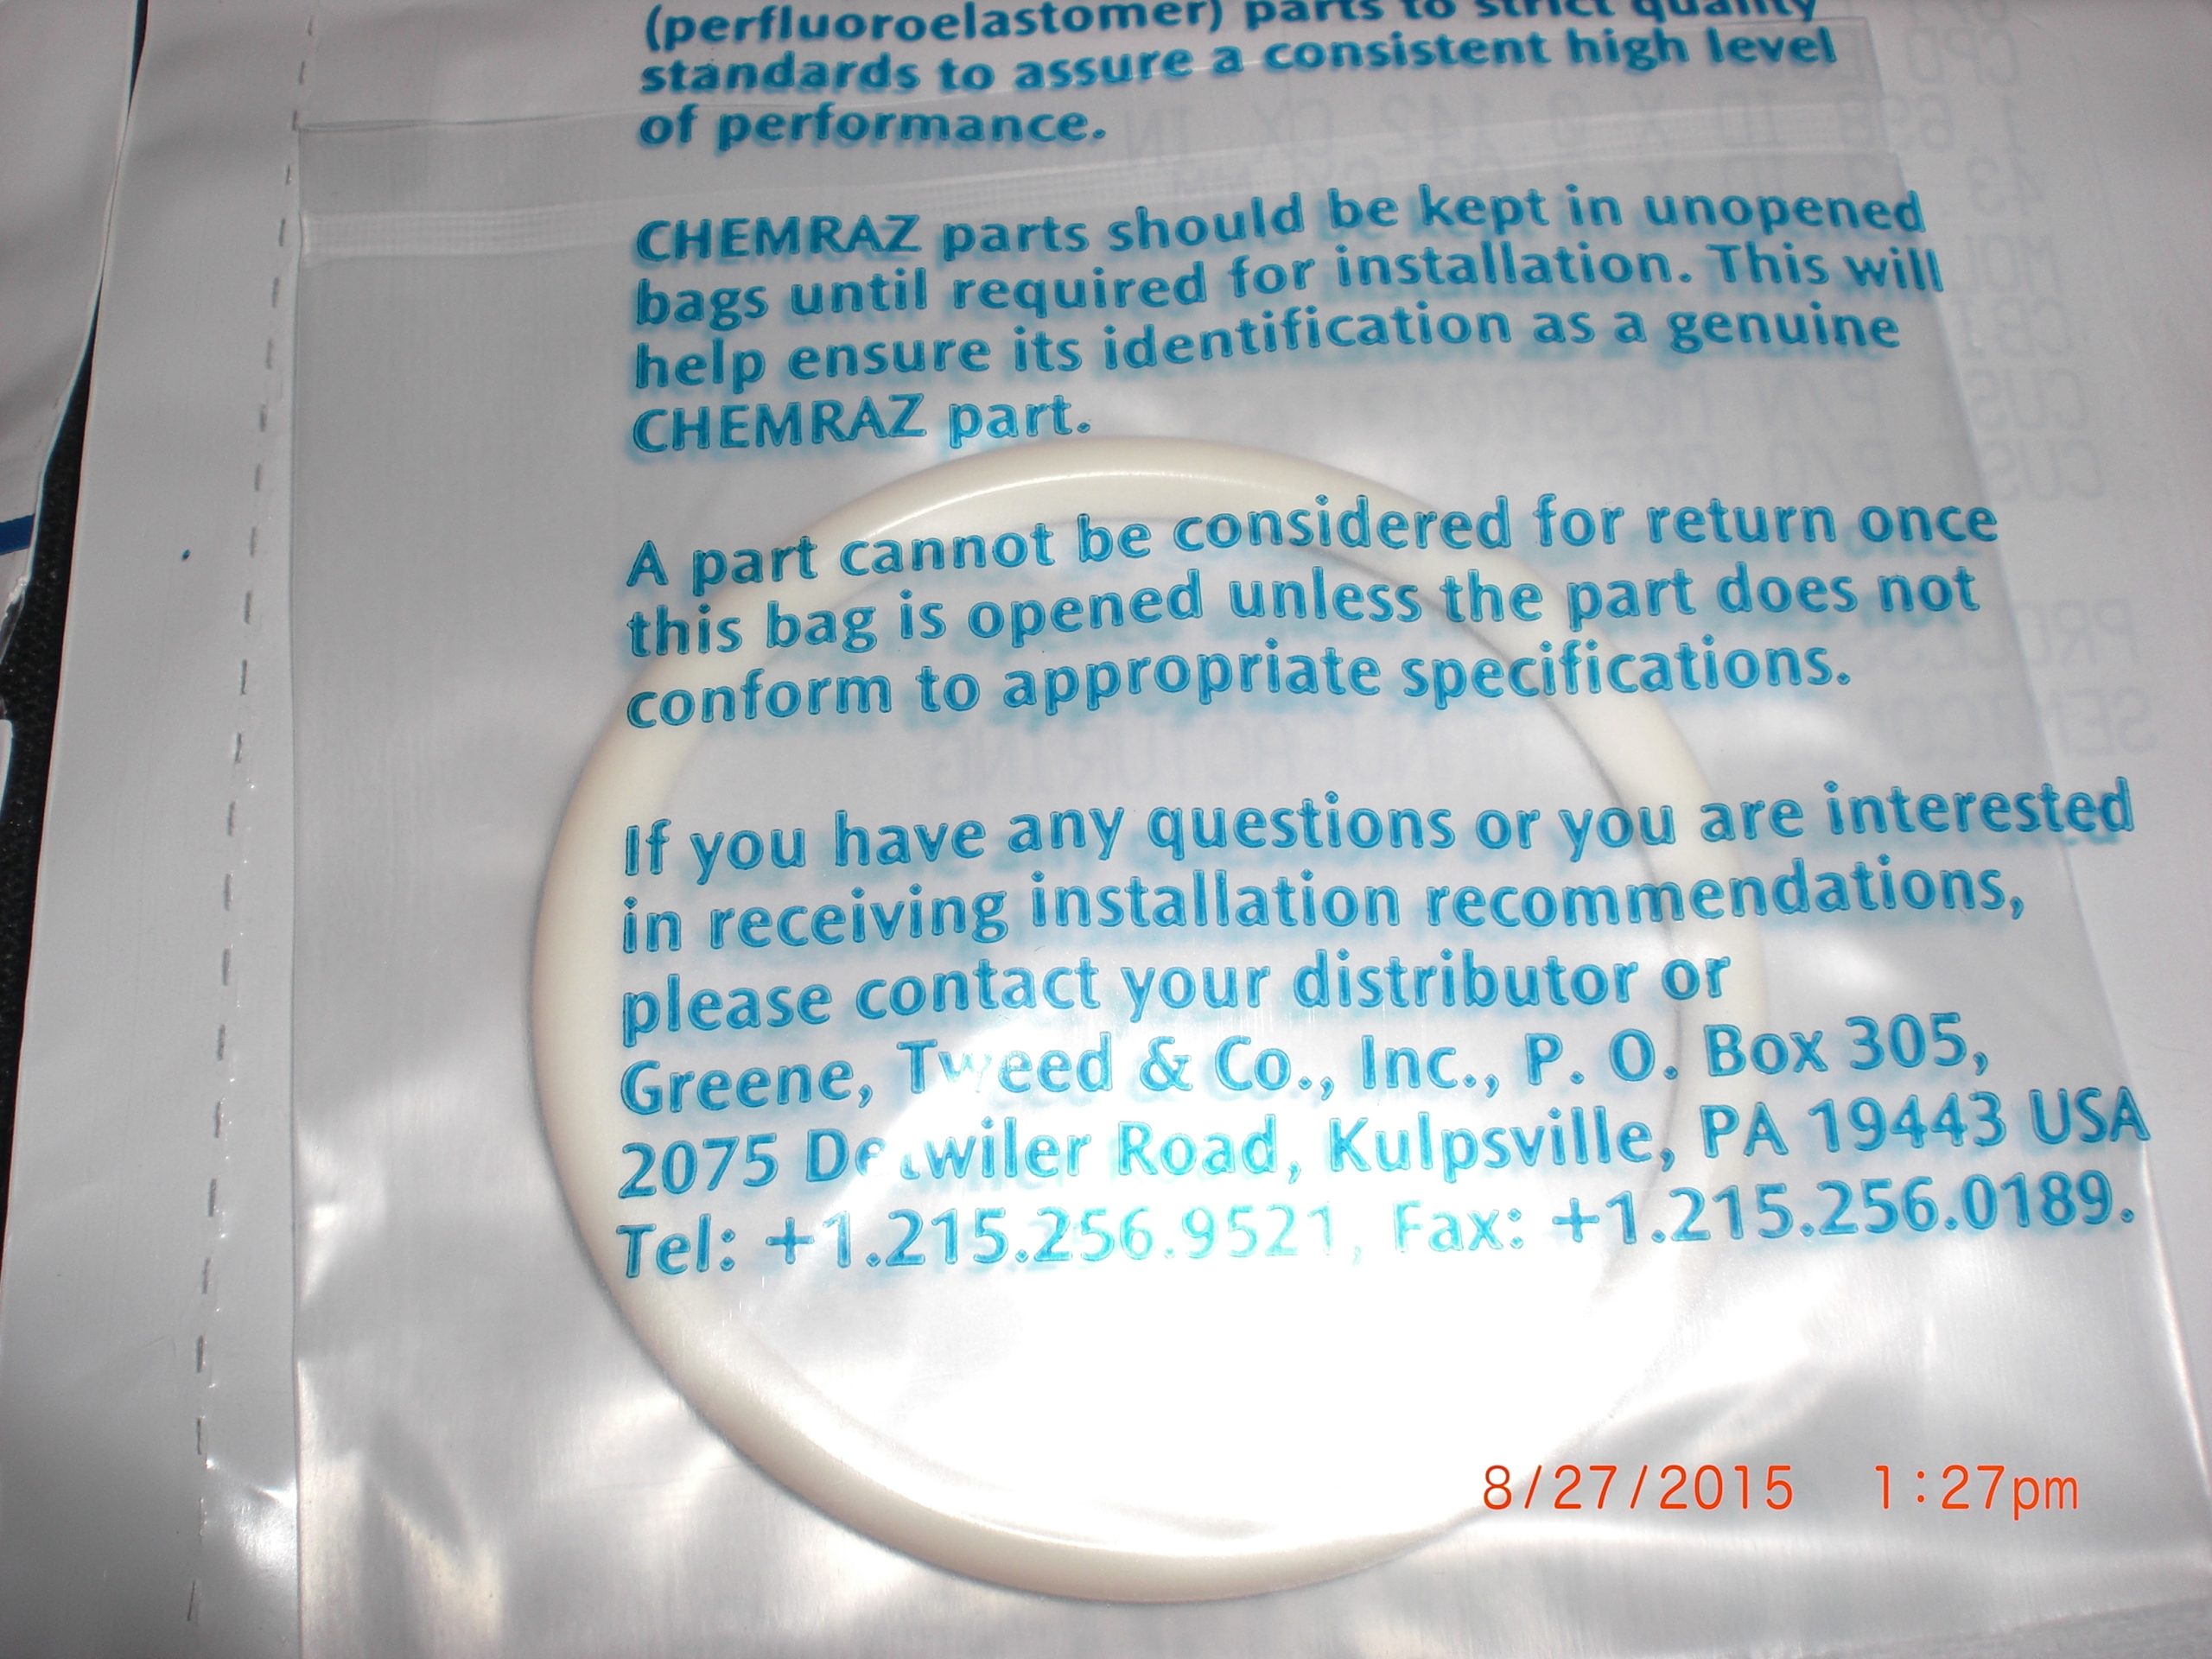 (perfluoroelastomer) parts to strict quality
standards to assure a consistent high level
of performance.
CHEMRAZ parts should be kept in unopened
bags until required for installation. This will
help ensure its identification as a genuine
CHEMRAZ part.
A part cannot be considered for return once
this bag is opened unless the part does not
conform to appropriate specifications.
If you have any questions or you are interested
in receiving installation recommendations,
please contact your distributor or
Greene, Tweed & Co., Inc., P. O. Box 305,
2075 Detwiler Road, Kulpsville, PA 19443 USA
Tel: +1.215.256.9521, Fax: +1.215.256.0189.
8/27/2015 1:27pm